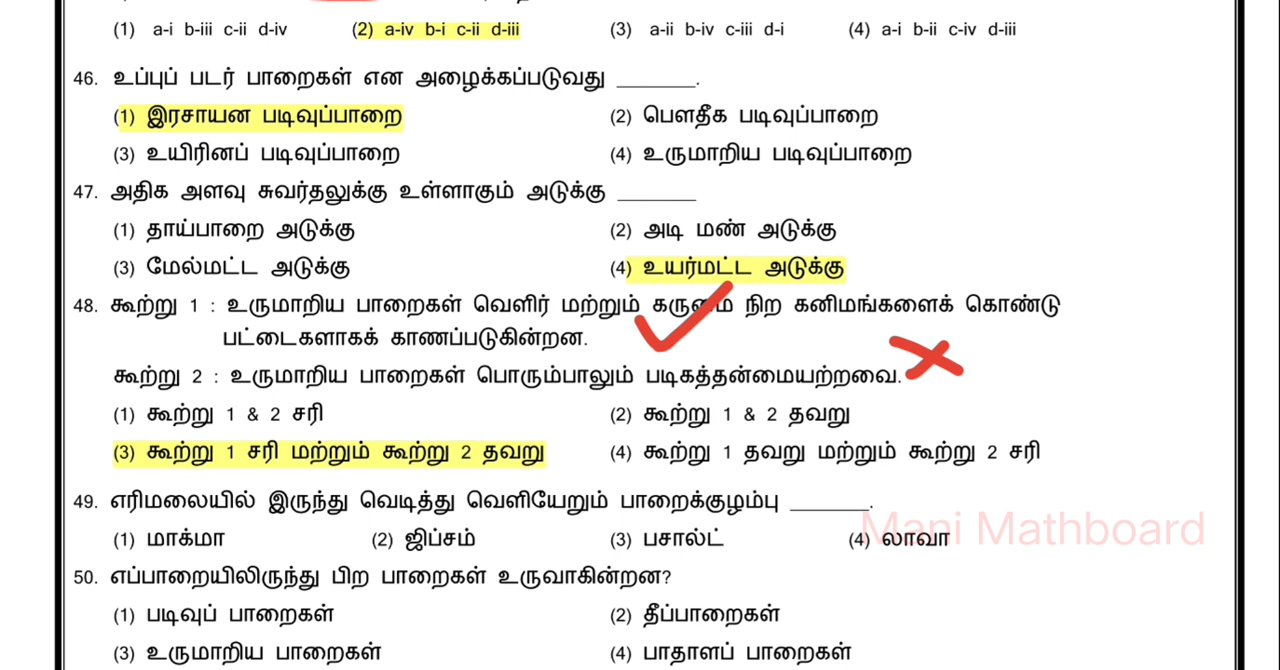 (1) a-i b-iii c-ii d-iv (2) a-iv b-i c-ii d-iii (3) a-ii b-iv c-iii d-i (4) a-i b-ii c-iv d-iii
46. உப்புப் படர் பாறைகள் என அழைக்கப்படுவது _______.
(1) இரசாயன படிவுப்பாறை (2) பௌதீக படிவுப்பாறை
(3) உயிரினப் படிவுப்பாறை (4) உருமாறிய படிவுப்பாறை
47. அதிக அளவு சுவர்தலுக்கு உள்ளாகும் அடுக்கு _______
(1) தாய்பாறை அடுக்கு (2) அடி மண் அடுக்கு
(3) மேல்மட்ட அடுக்கு (4) உயர்மட்ட அடுக்கு
48. கூற்று 1 : உருமாறிய பாறைகள் வெளிர் மற்றும் கருமை நிற கனிமங்களைக் கொண்டு
பட்டைகளாகக் காணப்படுகின்றன.
கூற்று 2 : உருமாறிய பாறைகள் பொரும்பாலும் படிகத்தன்மையற்றவை.
(1) கூற்று 1 & 2 சரி (2) கூற்று 1 & 2 தவறு
(3) கூற்று 1 சரி மற்றும் கூற்று 2 தவறு (4) கூற்று 1 தவறு மற்றும் கூற்று 2 சரி
49. எரிமலையில் இருந்து வெடித்து வெளியேறும் பாறைக்குழம்பு _______.
(1) மாக்மா (2) ஜிப்சம் (3) பசால்ட் (4) லாவா
Mani Mathboard
50. எப்பாறையிலிருந்து பிற பாறைகள் உருவாகின்றன?
(1) படிவுப் பாறைகள் (2) தீப்பாறைகள்
(3) உருமாறிய பாறைகள் (4) பாதாளப் பாறைகள்